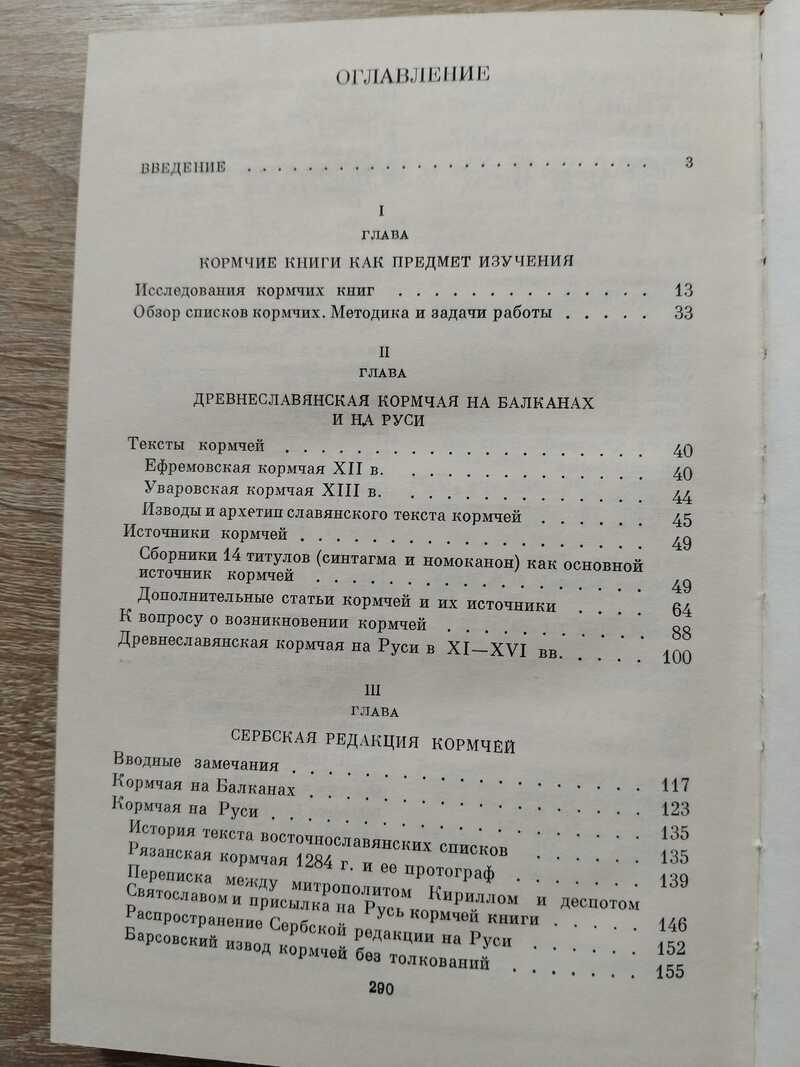 ОГЛАВЛЕНИЕ
ВВЕДЕНИЕ . . . . . . . . . . . . . . . . . . . . . . . . . . . 3
I
ГЛАВА
КОРМЧИЕ КНИГИ КАК ПРЕДМЕТ ИЗУЧЕНИЯ
Исследования кормчих книг . . . . . . . . . . . . . . 13
Обзор списков кормчих. Методика и задачи работы . . . . . 33
II
ГЛАВА
ДРЕВНЕСЛАВЯНСКАЯ КОРМЧАЯ НА БАЛКАНАХ
И НА РУСИ
Тексты кормчей . . . . . . . . . . . . . . . . . . . . 40
Ефремовская кормчая XII в. . . . . . . . . . . . . . 40
Уваровская кормчая XIII в. . . . . . . . . . . . . . 44
Изводы и архетип славянского текста кормчей . . . . . . 45
Источники кормчей . . . . . . . . . . . . . . . . . . . 49
Сборники 14 титулов (синтагма и номоканон) как основной
источник кормчей . . . . . . . . . . . . . . . . . . 49
Дополнительные статьи кормчей и их источники . . . . 64
К вопросу о возникновении кормчей . . . . . . . . . . . 88
Древнеславянская кормчая на Руси в XI—XVI вв. . . . . 100
III
ГЛАВА
СЕРБСКАЯ РЕДАКЦИЯ КОРМЧЕЙ
Вводные замечания . . . . . . . . . . . . . . . . . . . 117
Кормчая на Балканах . . . . . . . . . . . . . . . . . . 123
Кормчая на Руси . . . . . . . . . . . . . . . . . . . . 135
История текста восточнославянских списков . . . . . . 135
Рязанская кормчая 1284 г. и ее протограф . . . . . . . 139
Переписка между митрополитом Кириллом и деспотом
Святославом и присылка на Русь кормчей книги . . . . . 146
Распространение Сербской редакции на Руси . . . . . . 152
Барсовский извод кормчей без толкований . . . . . . . 155
290